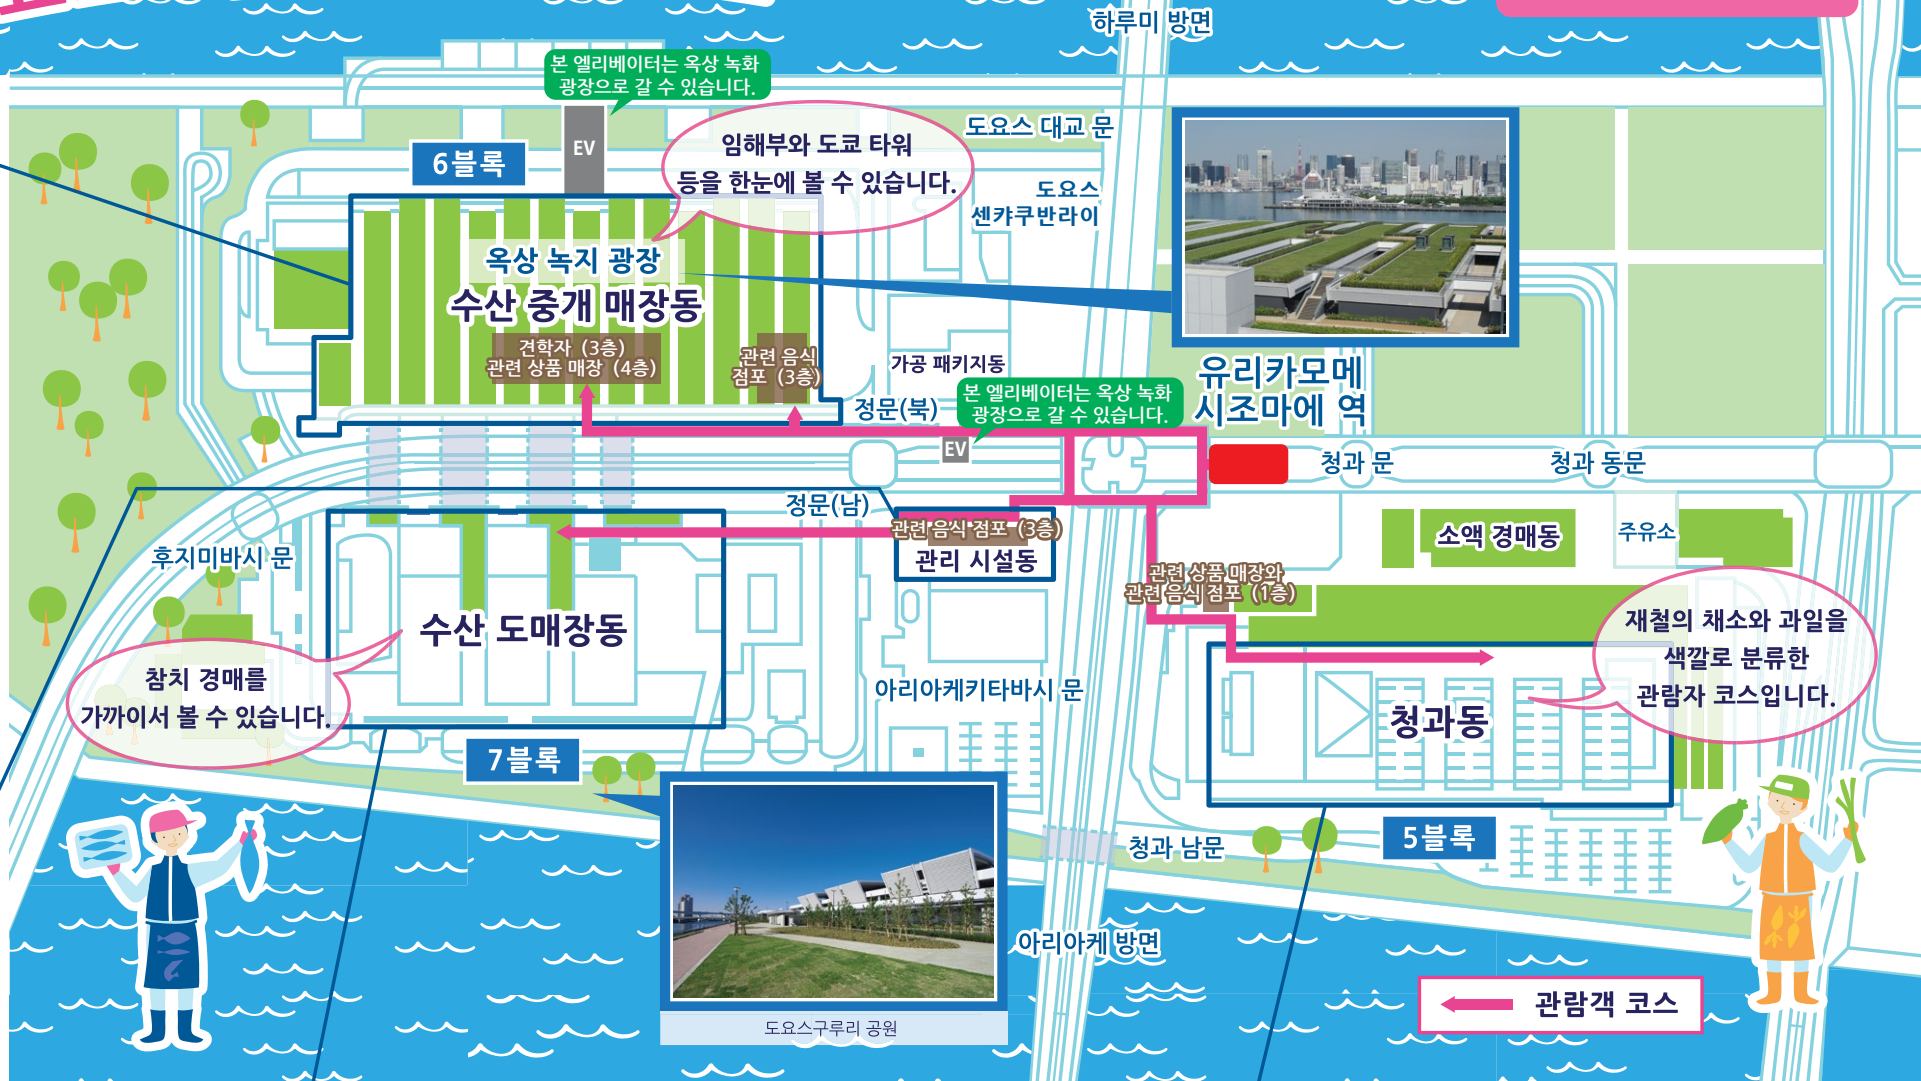 하루미 방면
본 엘리베이터는 옥상 녹화
광장으로 갈 수 있습니다.
EV
6블록
임해부와 도쿄 타워
등을 한눈에 볼 수 있습니다.
도요스 대교 문
도요스
센캬쿠반라이
옥상 녹지 광장
수산 중개 매장동
견학자 (3층)
관련 상품 매장 (4층)
관련 음식
점포 (3층)
가공 패키지동
정문(북)
본 엘리베이터는 옥상 녹화
광장으로 갈 수 있습니다.
EV
유리카모메
시조마에 역
청과 문
청과 동문
정문(남)
관련 음식 점포 (3층)
관리 시설동
후지미바시 문
소액 경매동
주유소
관련 상품 매장와
관련 음식 점포 (1층)
수산 도매장동
참치 경매를
가까이서 볼 수 있습니다.
재철의 채소와 과일을
색깔로 분류한
관람자 코스입니다.
아리아케키타바시 문
청과동
7블록
5블록
청과 남문
아리아케 방면
도요스구루리 공원
관람객 코스